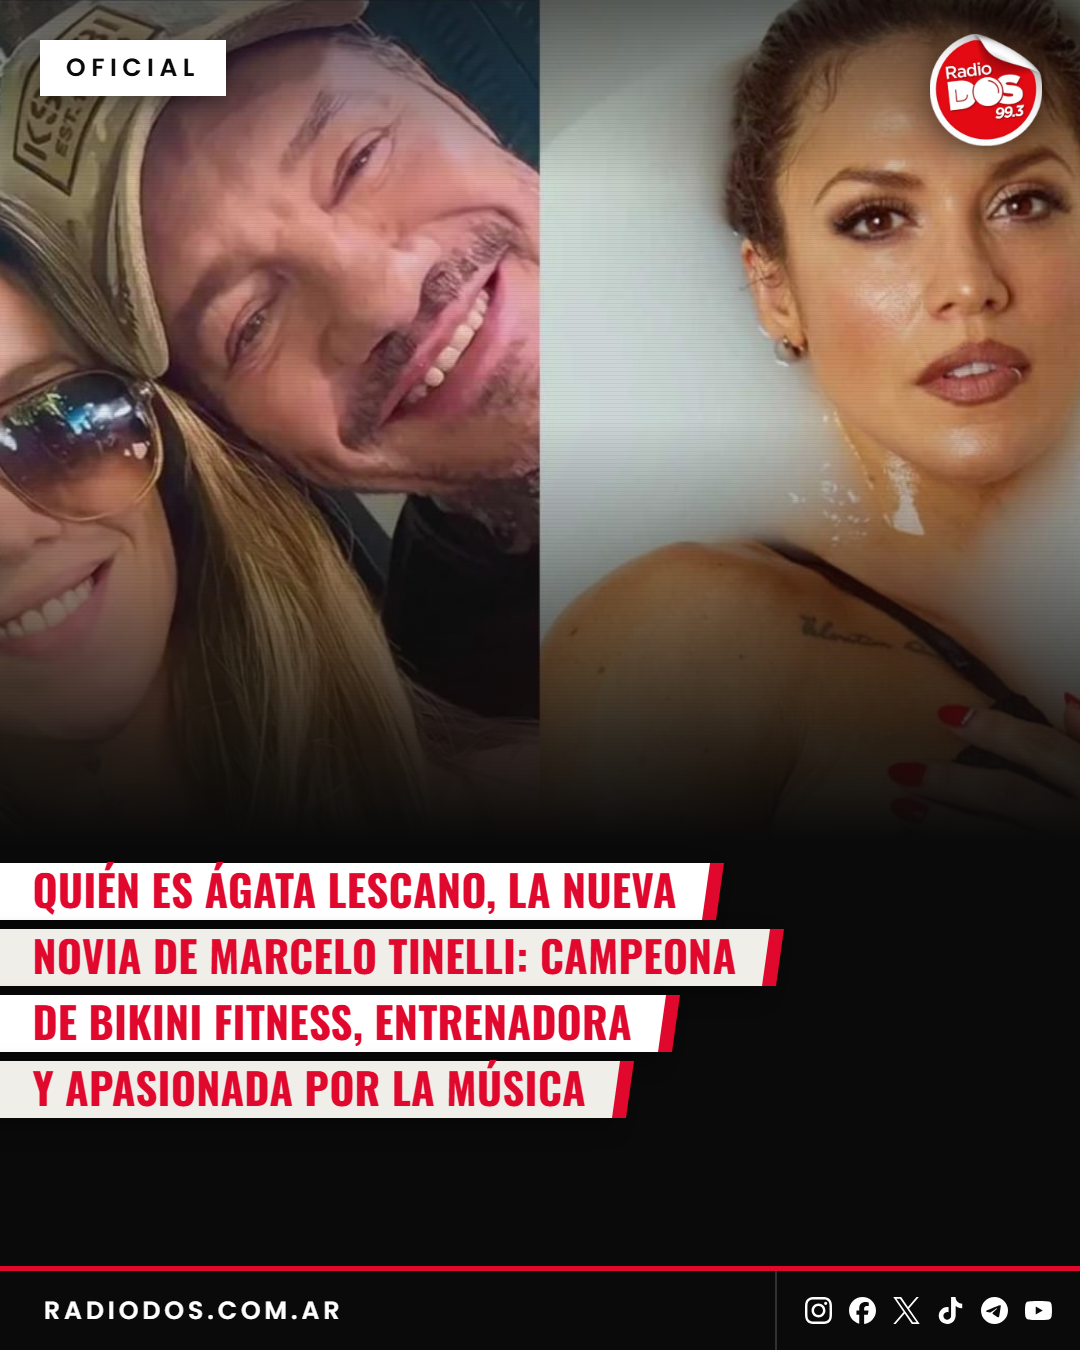 OFICIAL
Radio
DOS
99.3
QUIÉN ES ÁGATA LESCANO, LA NUEVA
NOVIA DE MARCELO TINELLI: CAMPEONA
DE BIKINI FITNESS, ENTRENADORA
Y APASIONADA POR LA MÚSICA
RADIODOS.COM.AR